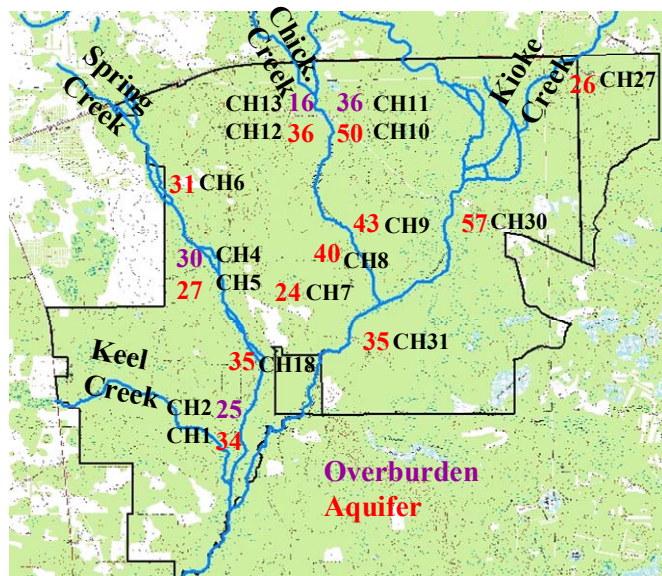 Spring
Creek
Chick.
Creek
Kioke
Creek
26 CH27
CH13 16 36 CH11
CH12 36 50 CH10
31 CH6
43 CH9
57 CH30
30 CH4
40 CH8
27 CH5
24 CH7
35 CH31
Keel
Creek
35 CH18
CH2 25
CH1 34
Overburden
Aquifer